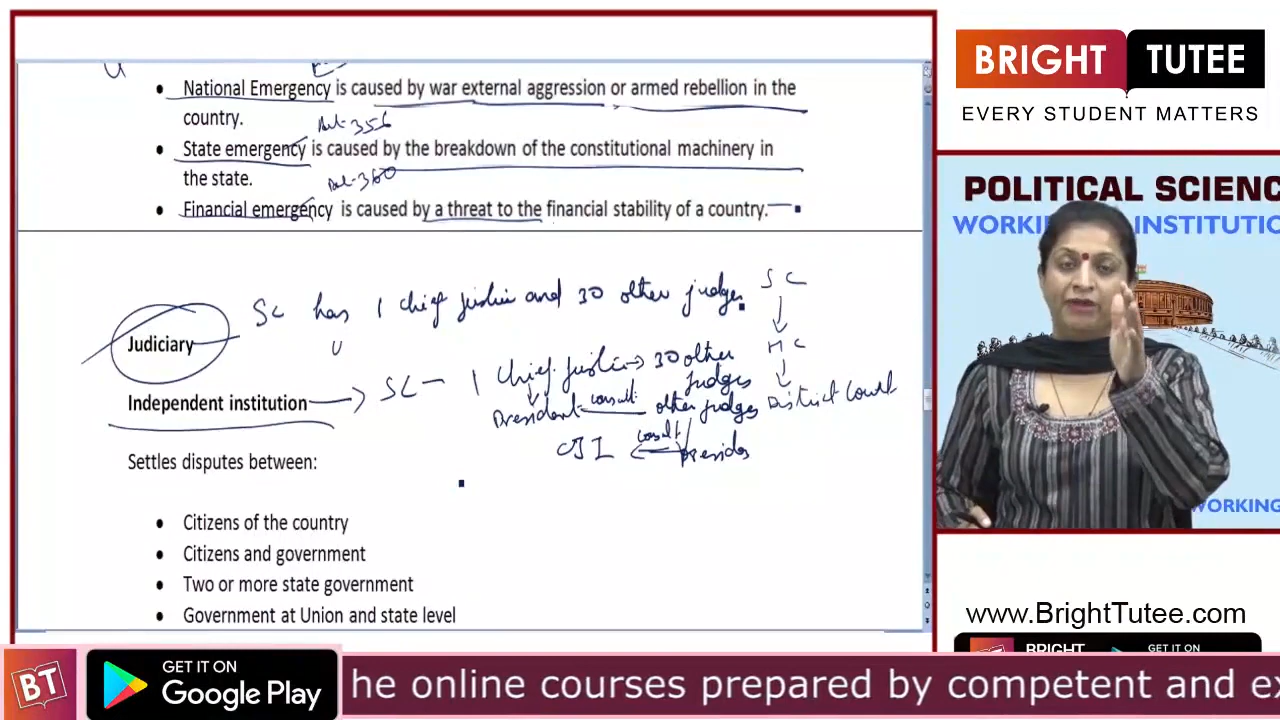 BRIGHT TUTEE
EVERY STUDENT MATTERS
National Emergency is caused by war external aggression or armed rebellion in the
country.
Art-356
State emergency is caused by the breakdown of the constitutional machinery in
the state.
Art-360
Financial emergency is caused by a threat to the financial stability of a country.
SC has 1 Chief Justice and 30 other judges
Judiciary
Independent institution
SC - 1 Chief Justice 30 other
judges
President consult other judges
CJI consult
SC
HC
District Court
Settles disputes between:
Citizens of the country
Citizens and government
Two or more state government
Government at Union and state level
POLITICAL SCIENC
INSTITUTION
WORKING
www.BrightTutee.com
BRIGHT
GET IT ON
BT
GET IT ON
Google Play
he online courses prepared by competent and ex